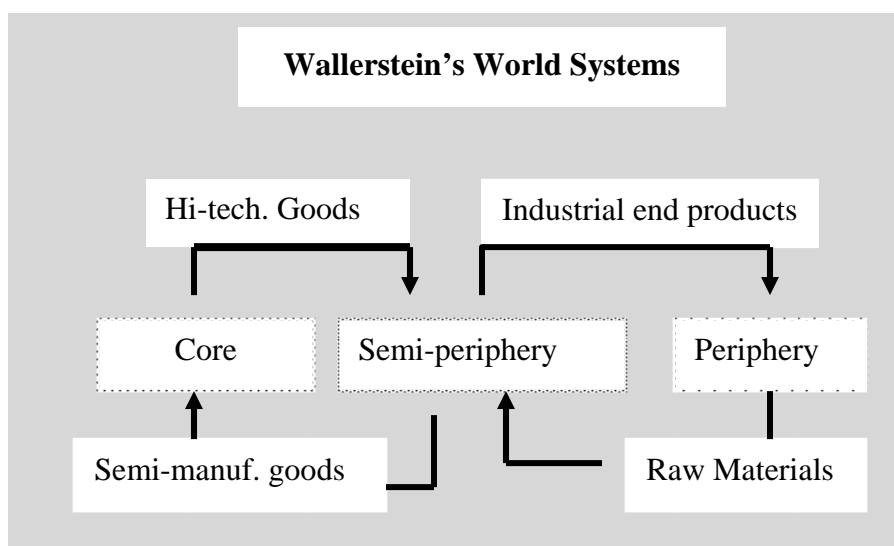 Wallerstein's World Systems
Hi-tech. Goods
Industrial end products
Core
Semi-periphery
Periphery
Semi-manuf. goods
Raw Materials